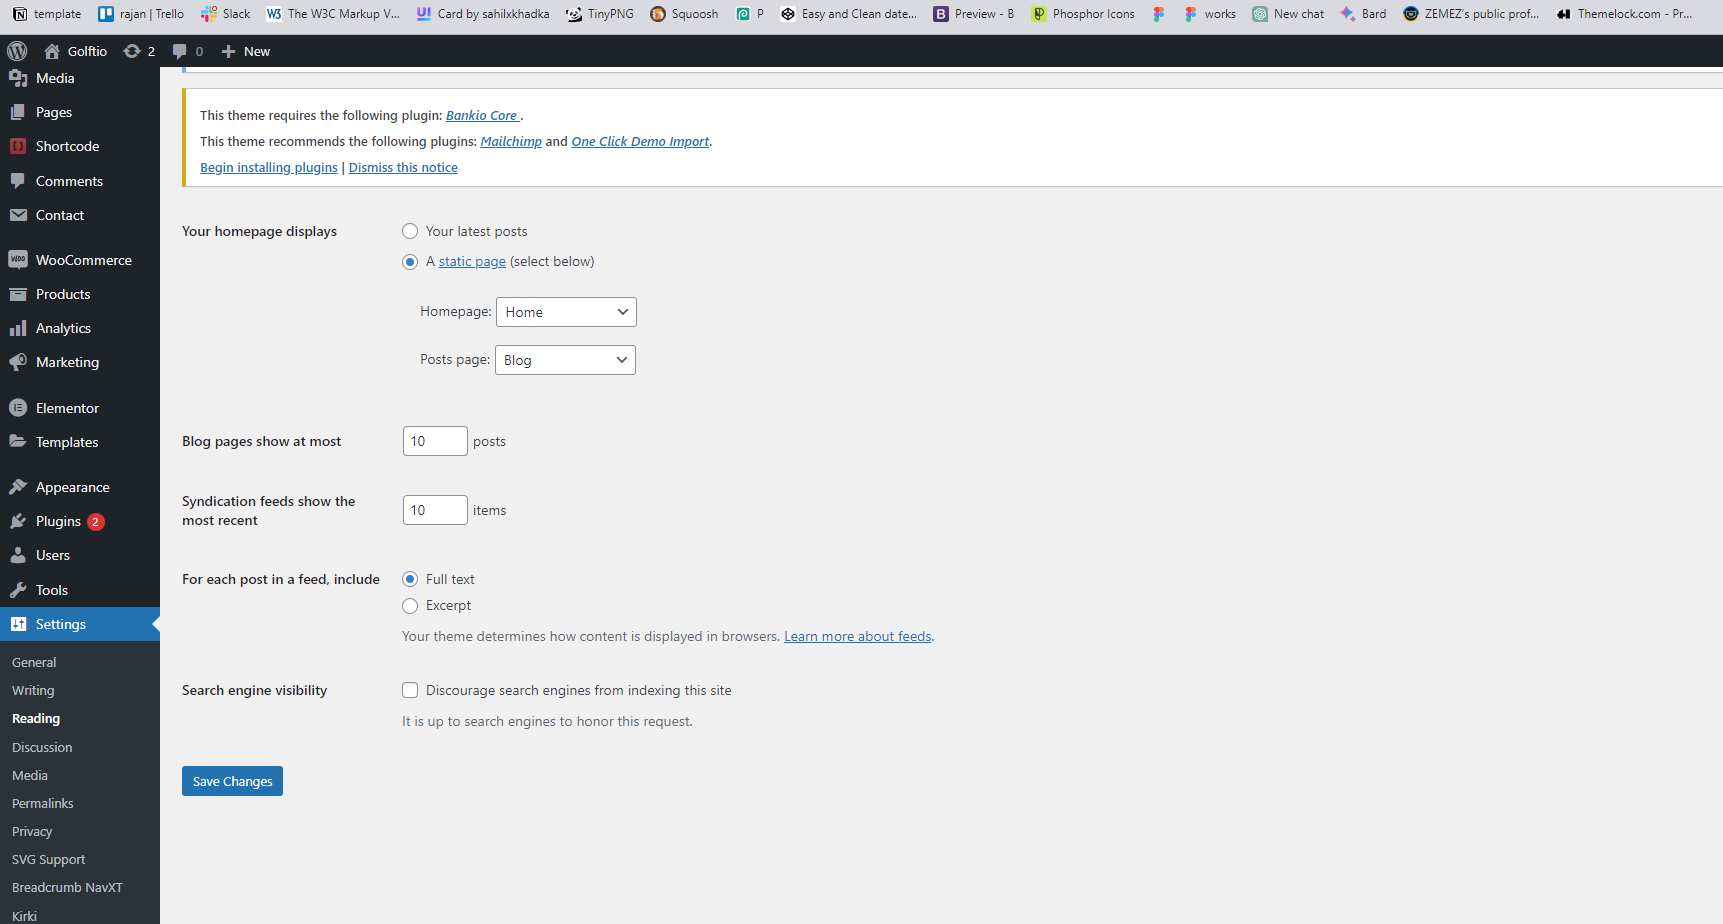 template
rajan | Trello
Slack
The W3C Markup V...
Card by sahilxkhadka
TinyPNG
Squoosh
P
Easy and Clean date...
Preview - B
Phosphor Icons
works
New chat
Bard
ZEMEZ's public prof...
Themelock.com - Pr...
Golftio
2
0
New
Media
Pages
Shortcode
Comments
Contact
WooCommerce
Products
Analytics
Marketing
Elementor
Templates
Appearance
Plugins 2
Users
Tools
Settings
General
Writing
Reading
Discussion
Media
Permalinks
Privacy
SVG Support
Breadcrumb NavXT
Kirki
This theme requires the following plugin: Bankio Core .
This theme recommends the following plugins: Mailchimp and One Click Demo Import.
Begin installing plugins | Dismiss this notice
Your homepage displays
Your latest posts
A static page (select below)
Homepage: Home
Posts page: Blog
Blog pages show at most
10 posts
Syndication feeds show the
most recent
10 items
For each post in a feed, include
Full text
Excerpt
Your theme determines how content is displayed in browsers. Learn more about feeds.
Search engine visibility
Discourage search engines from indexing this site
It is up to search engines to honor this request.
Save Changes